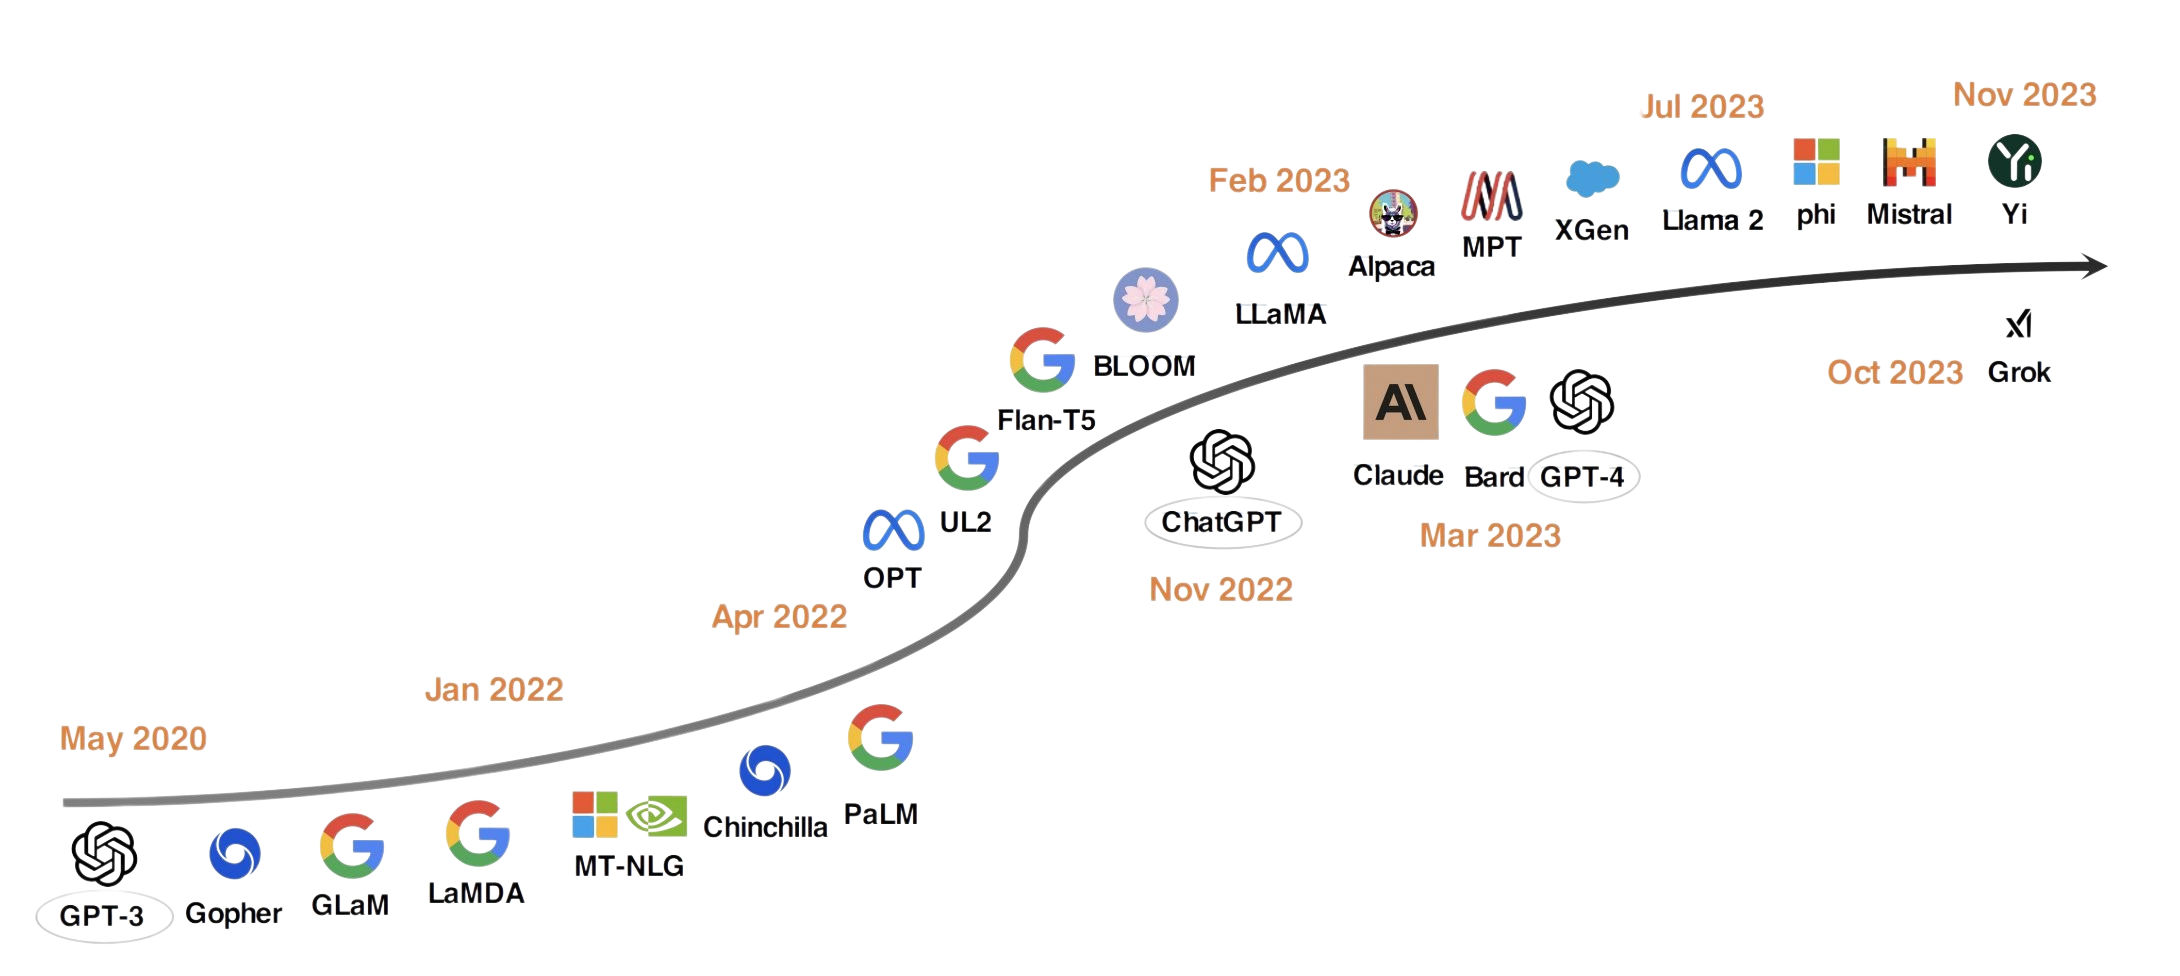 Nov 2023
Jul 2023
Feb 2023
Alpaca
MPT
XGen
Llama 2
phi
Mistral
Yi
LLaMA
BLOOM
Flan-T5
UL2
OPT
Apr 2022
Jan 2022
May 2020
Oct 2023
Grok
Claude
Bard
GPT-4
Mar 2023
ChatGPT
Nov 2022
GPT-3
Gopher
GLaM
LaMDA
MT-NLG
Chinchilla
PaLM